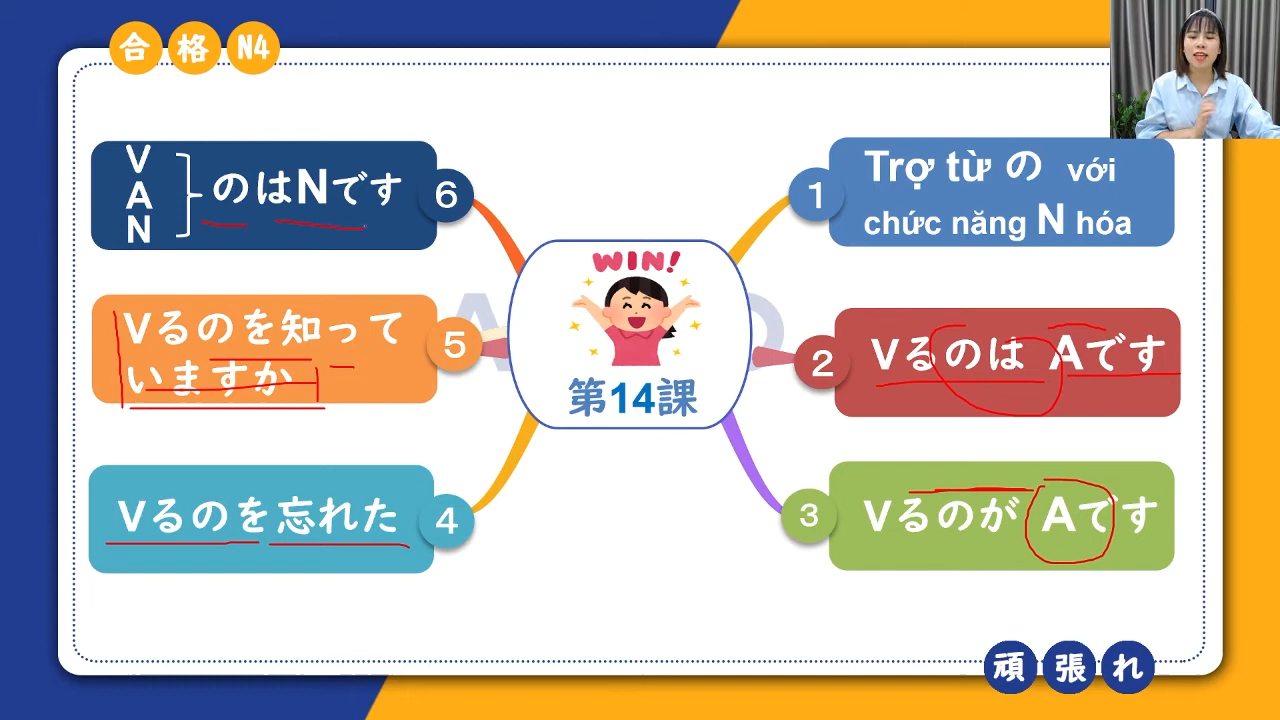 合格N4
V
A
N
のはNです
6
Vるのを知って
いますか
5
Vるのを忘れた
4
WIN!
第14課
1
Trợ từ の với
chức năng N hóa
2
Vるのは Aです
3
Vるのが Aです
頑張れ